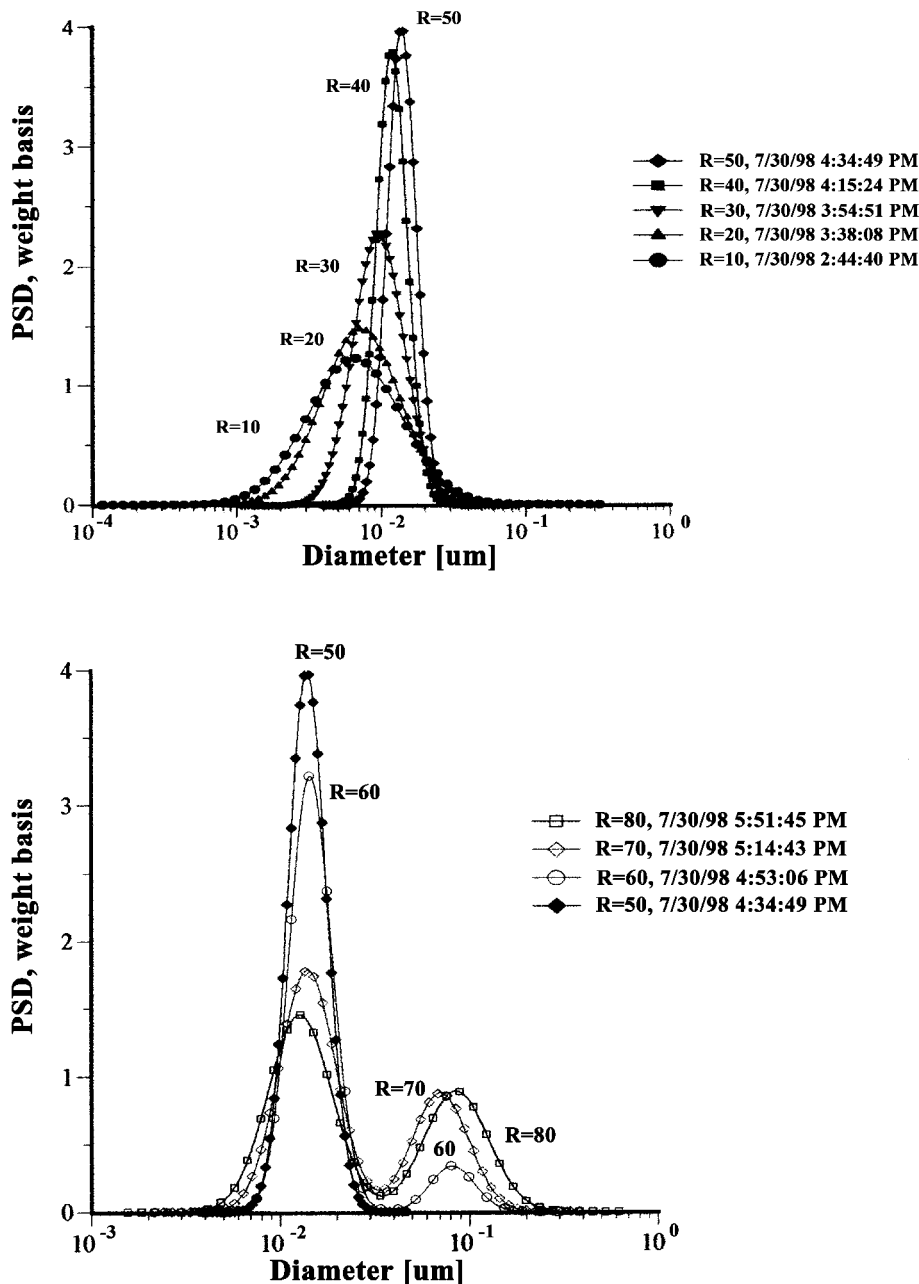 R=50
4
R=40
3
PSD, weight basis
R=50, 7/30/98 4:34:49 PM
R=40, 7/30/98 4:15:24 PM
R=30, 7/30/98 3:54:51 PM
R=20, 7/30/98 3:38:08 PM
R=10, 7/30/98 2:44:40 PM
R=30
2
R=20
1
R=10
0
10⁻⁴ 10⁻³ 10⁻² 10⁻¹ 10⁰
Diameter [um]
R=50
4
R=60
3
PSD, weight basis
R=80, 7/30/98 5:51:45 PM
R=70, 7/30/98 5:14:43 PM
R=60, 7/30/98 4:53:06 PM
R=50, 7/30/98 4:34:49 PM
2
1
R=70
R=80
60
0
10⁻³ 10⁻² 10⁻¹ 10⁰
Diameter [um]